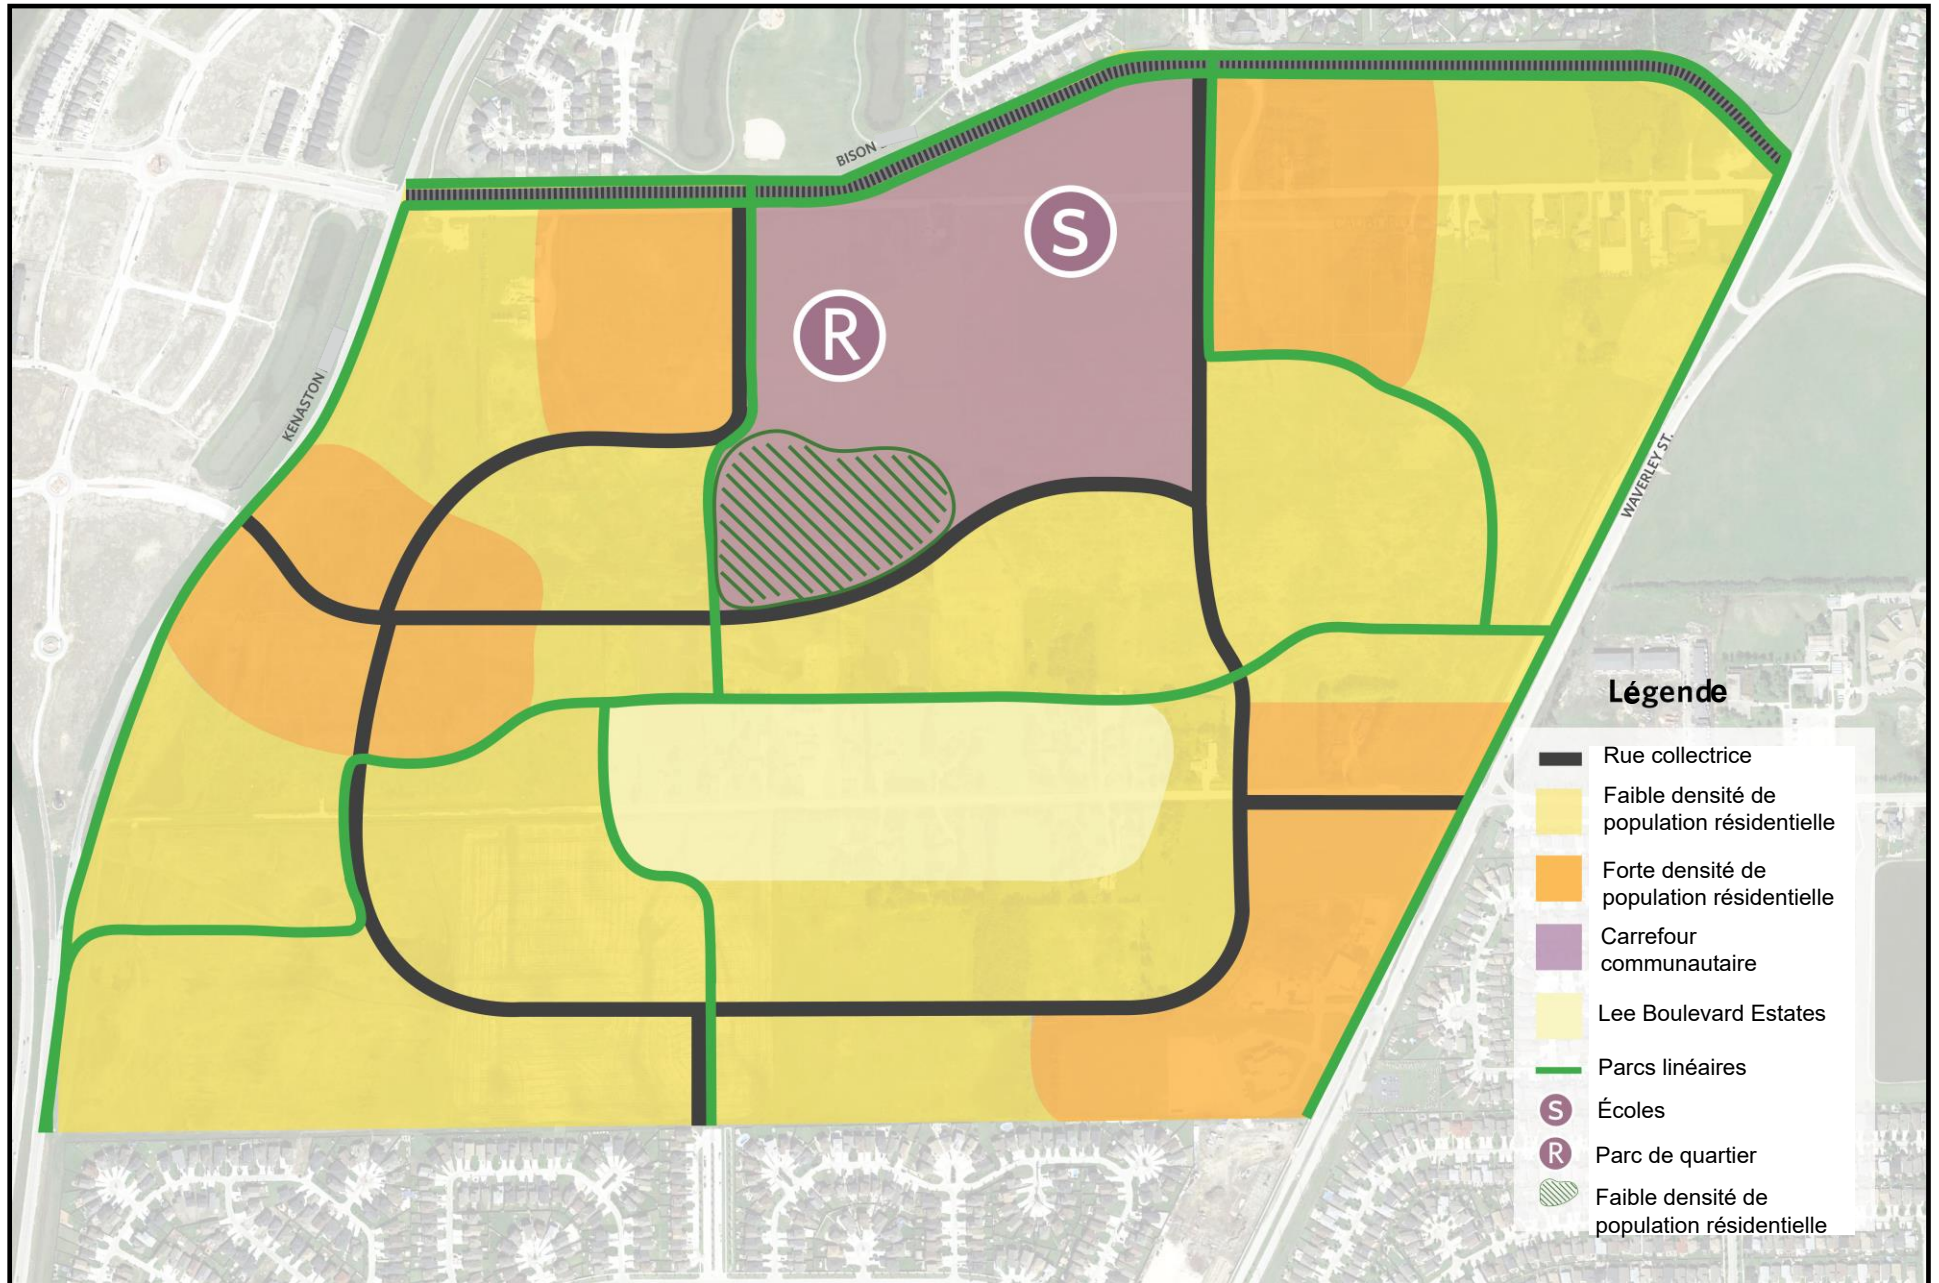 BISON
S
R
KENASTON
WAVERLEY ST.
Légende
Rue collectrice
Faible densité de
population résidentielle
Forte densité de
population résidentielle
Carrefour
communautaire
Lee Boulevard Estates
Parcs linéaires
S Écoles
R Parc de quartier
Faible densité de
population résidentielle